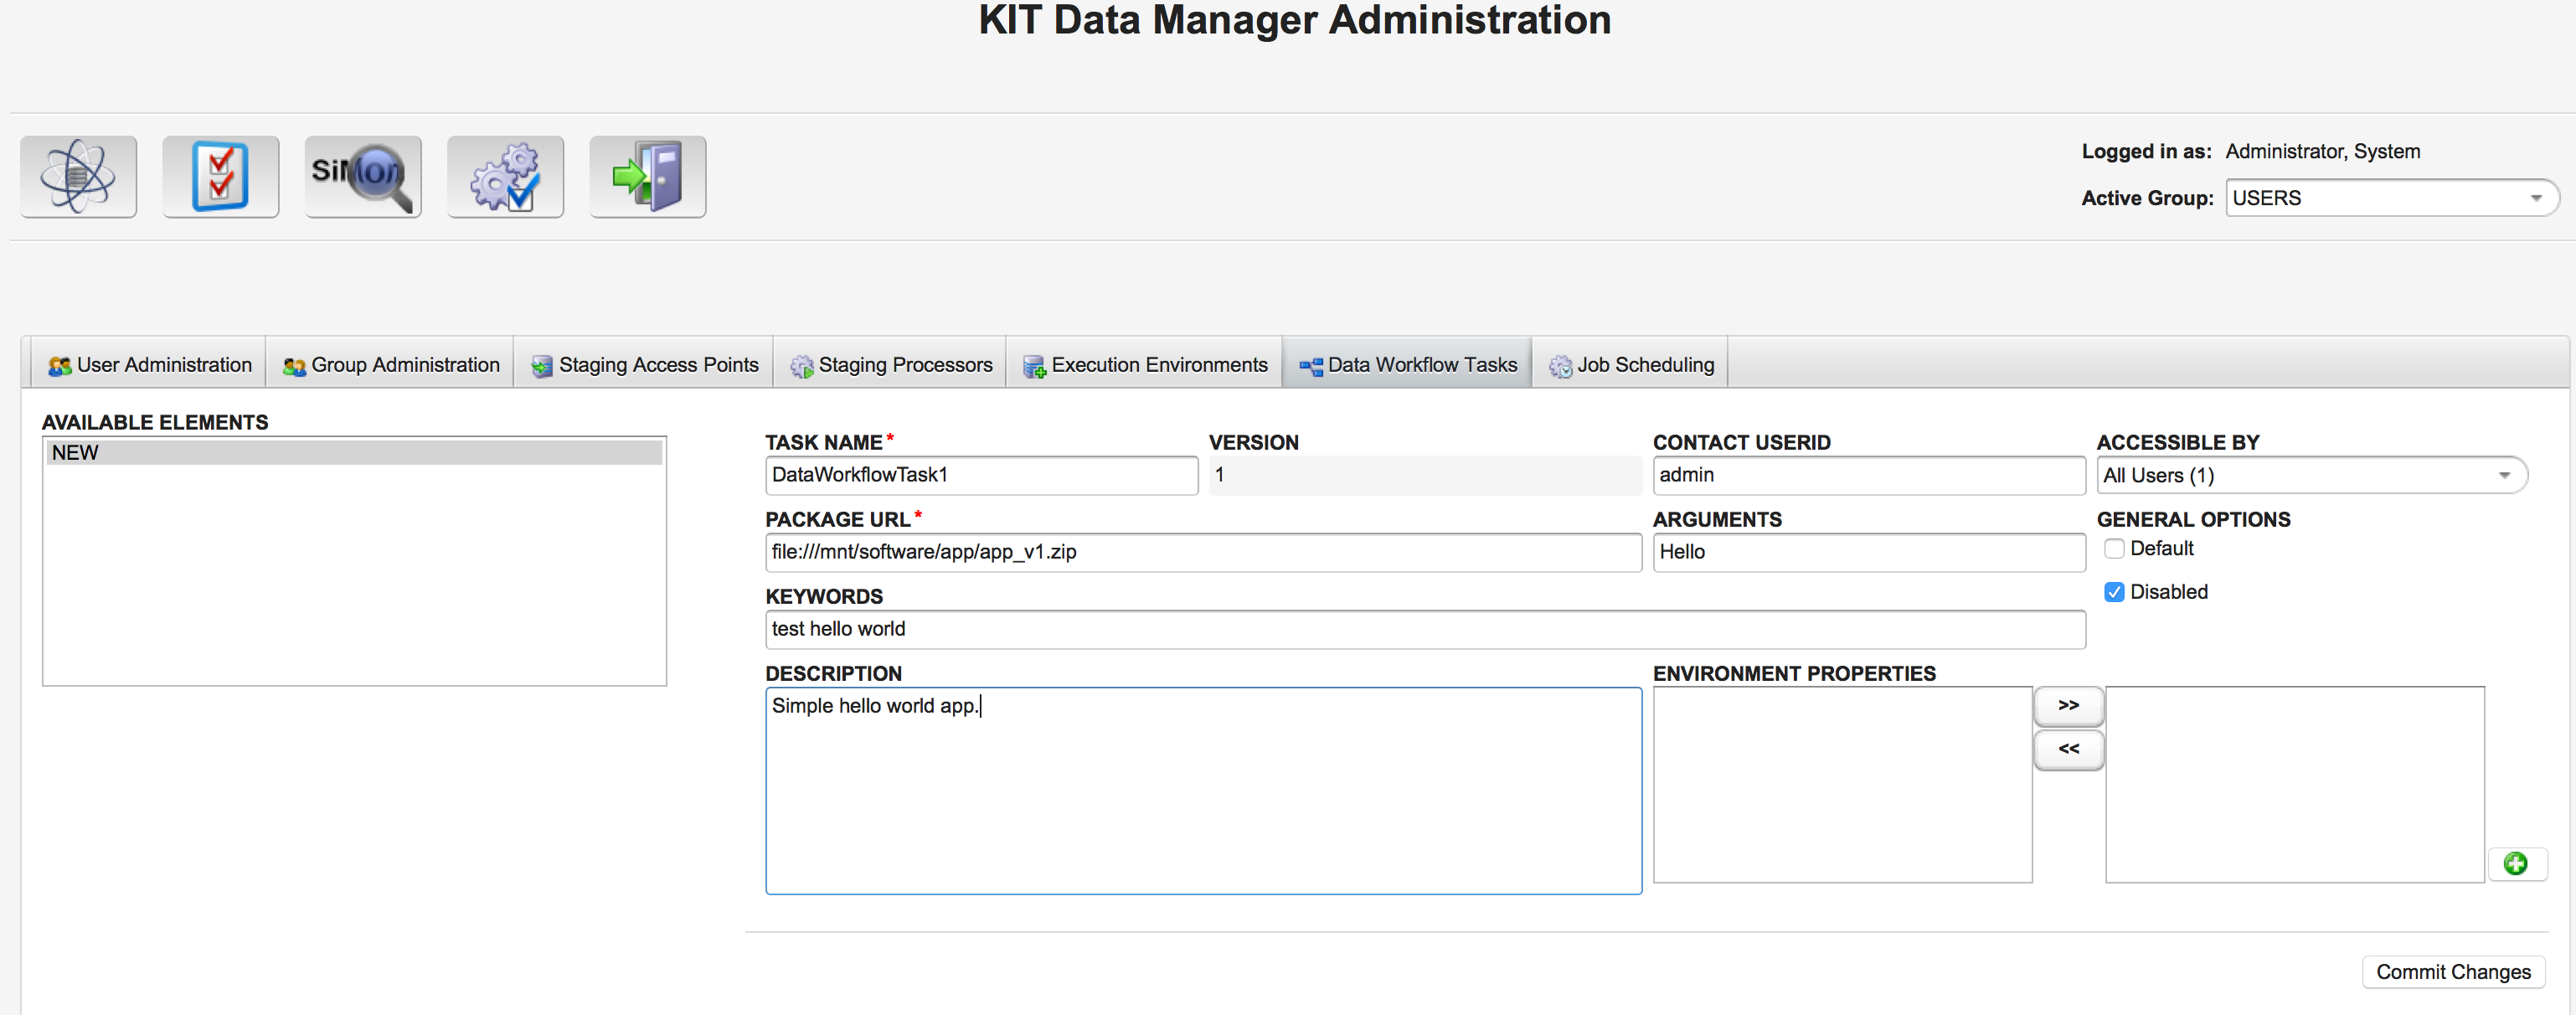 KIT Data Manager Administration
SiMon
Logged in as: Administrator, System
Active Group: USERS
User Administration Group Administration Staging Access Points Staging Processors Execution Environments Data Workflow Tasks Job Scheduling
AVAILABLE ELEMENTS
NEW
TASK NAME* VERSION CONTACT USERID ACCESSIBLE BY
DataWorkflowTask1 1 admin All Users (1)
PACKAGE URL* ARGUMENTS GENERAL OPTIONS
file:///mnt/software/app/app_v1.zip Hello Default
KEYWORDS Disabled
test hello world
DESCRIPTION ENVIRONMENT PROPERTIES
Simple hello world app. >>
<<
Commit Changes